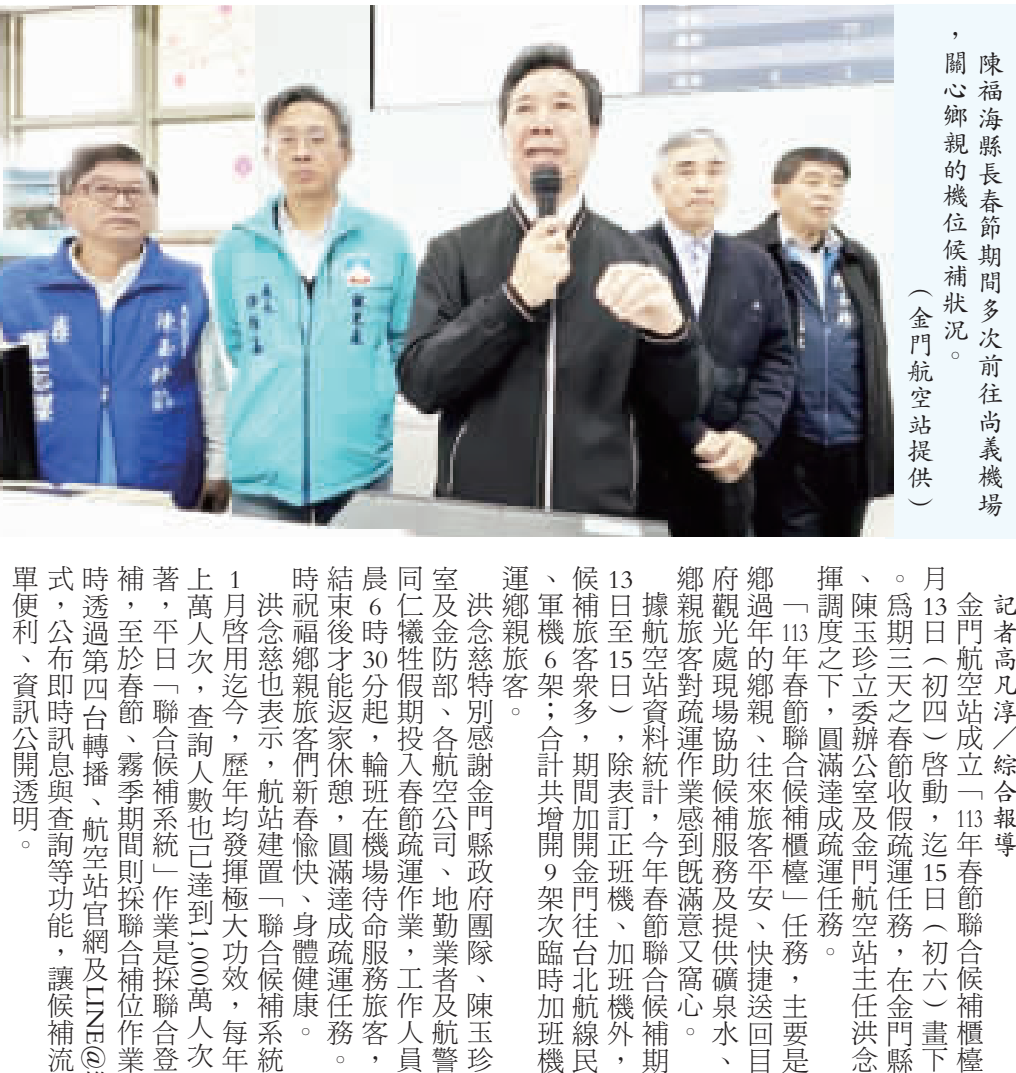 陳福海縣長春節期間多次前往尚義機場
，關心鄉親的機位候補狀況。
（金門航空站提供）
記者高凡淳／綜合報導
金門航空站成立「113年春節聯合候補櫃檯
月13日（初四）啓動，迄15日（初六）畫下
。爲期三天之春節收假疏運任務，在金門縣
、陳玉珍立委辦公室及金門航空站主任洪念
揮調度之下，圓滿達成疏運任務。
「113年春節聯合候補櫃檯」任務，主要是
鄉過年的鄉親、往來旅客平安、快捷送回目
府觀光處現場協助候補服務及提供礦泉水、
鄉親旅客對疏運作業感到旣滿意又窩心。
據航空站資料統計，今年春節聯合候補期
13日至15日），除表訂正班機、加班機外，
候補旅客衆多，期間加開金門往台北航線民
、軍機6架；合計共增開9架次臨時加班機
運鄉親旅客。
洪念慈特別感謝金門縣政府團隊、陳玉珍
室及金防部、各航空公司、地勤業者及航警
同仁犧牲假期投入春節疏運作業，工作人員
晨6時30分起，輪班在機場待命服務旅客，
結束後才能返家休憩，圓滿達成疏運任務。
時祝福鄉親旅客們新春愉快、身體健康。
洪念慈也表示，航站建置「聯合候補系統
1月啓用迄今，歷年均發揮極大功效，每年
上萬人次，查詢人數也已達到1,000萬人次
著，平日「聯合候補系統」作業是採聯合登
補，至於春節、霧季期間則採聯合補位作業
時透過第四台轉播、航空站官網及LINE@
式，公布即時訊息與查詢等功能，讓候補流
單便利、資訊公開透明。